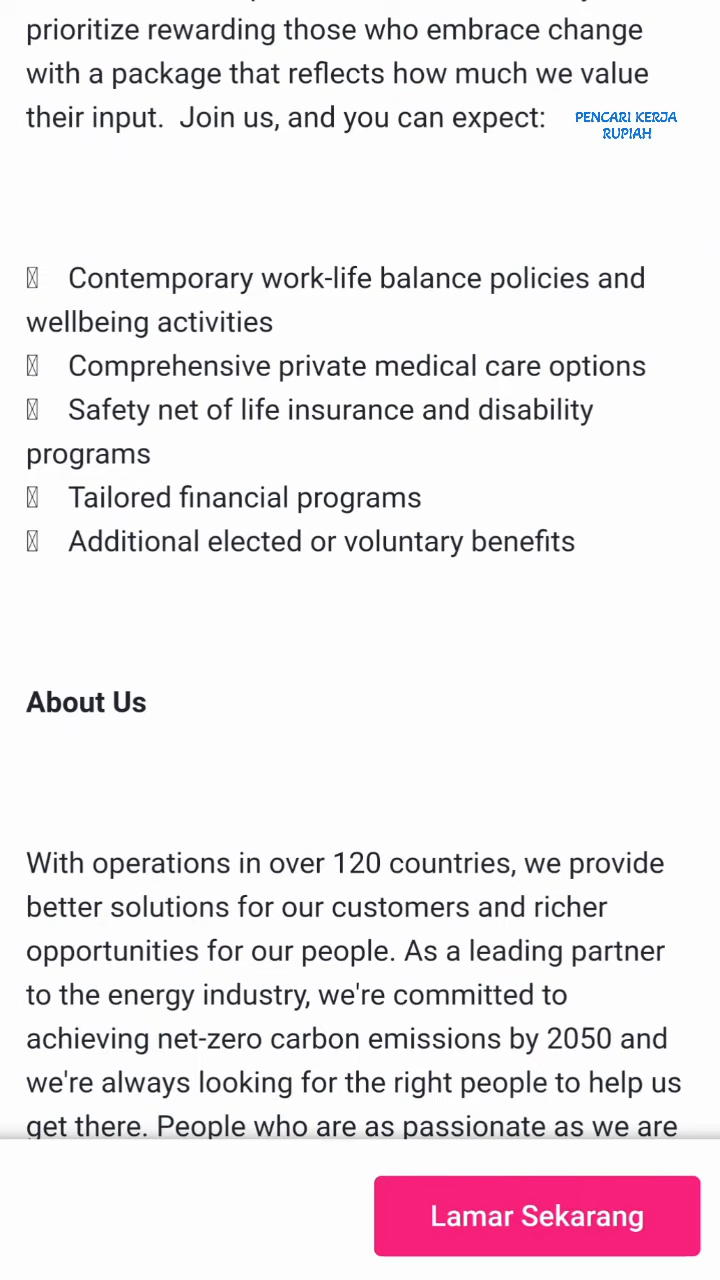 prioritize rewarding those who embrace change
with a package that reflects how much we value
their input.  Join us, and you can expect:
PENCARI KERJA
RUPIAH
Contemporary work-life balance policies and
wellbeing activities
Comprehensive private medical care options
Safety net of life insurance and disability
programs
Tailored financial programs
Additional elected or voluntary benefits
About Us
With operations in over 120 countries, we provide
better solutions for our customers and richer
opportunities for our people. As a leading partner
to the energy industry, we're committed to
achieving net-zero carbon emissions by 2050 and
we're always looking for the right people to help us
get there. People who are as passionate as we are
Lamar Sekarang